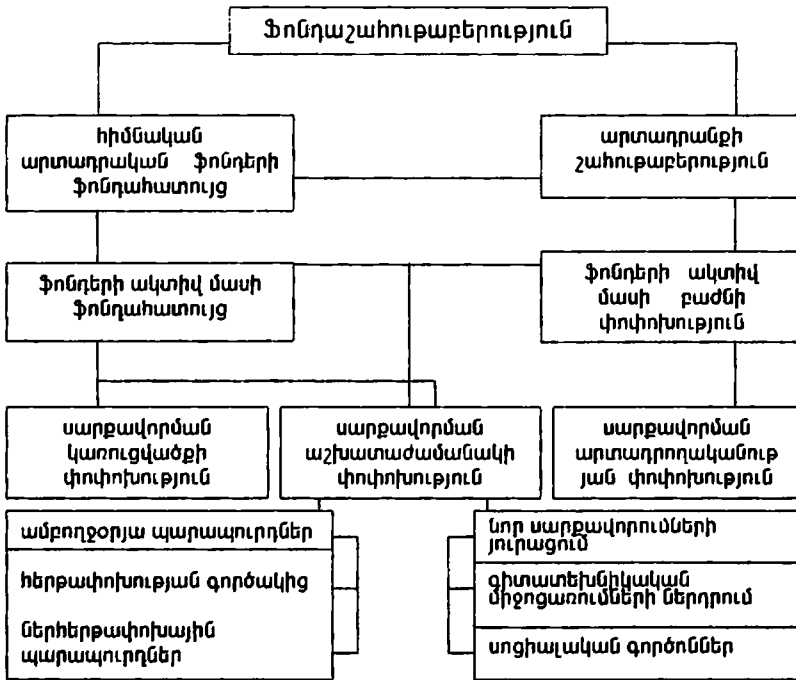 Ֆոնդաշահութաբերություն
հիմնական
արտադրական ֆոնդերի
ֆոնդահատույց
արտադրանքի
շահութաբերություն
ֆոնդերի ակտիվ մասի
ֆոնդահատույց
ֆոնդերի ակտիվ
մասի բաժնի
փոփոխություն
սարքավորման
կառուցվածքի
փոփոխություն
սարքավորման
աշխատաժամանակի
փոփոխություն
սարքավորման
արտադրողականութ
յան փոփոխություն
ամբողջօրյա պարապուրդներ
հերթափոխության գործակից
ներհերթափոխային
պարապուրդներ
նոր սարքավորումների
յուրացում
գիտատեխնիկական
միջոցառումների ներդրում
սոցիալական գործոններ